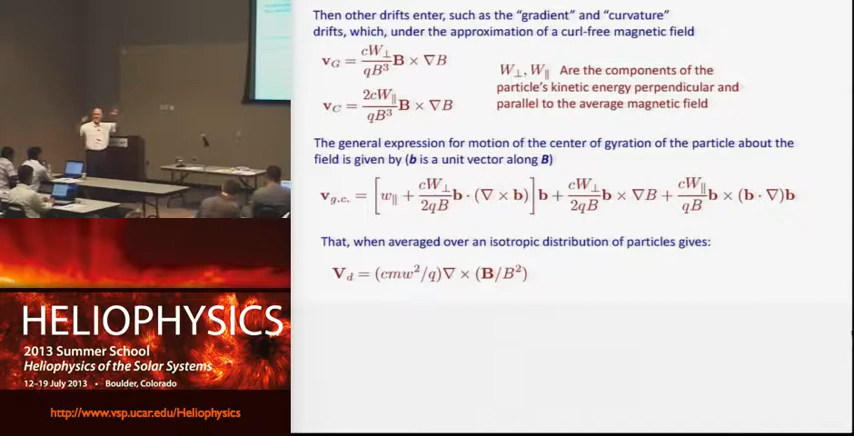 Then other drifts enter, such as the “gradient” and “curvature”
drifts, which, under the approximation of a curl-free magnetic field
v_G = cW_⊥/qB³ B × ∇B
v_C = 2cW_∥/qB³ B × ∇B
W_⊥, W_∥ Are the components of the
particle’s kinetic energy perpendicular and
parallel to the average magnetic field
The general expression for motion of the center of gyration of the particle about the
field is given by (b is a unit vector along B)
v_g.c. = [w_∥ + cW_⊥/2qB b · (∇ × b)] b + cW_⊥/2qB b × ∇B + cW_∥/qB b × (b · ∇)b
That, when averaged over an isotropic distribution of particles gives:
V_d = (cmw²/q)∇ × (B/B²)
HELIOPHYSICS
2013 Summer School
Heliophysics of the Solar Systems
12–19 July 2013 • Boulder, Colorado
http://www.vsp.ucar.edu/Heliophysics